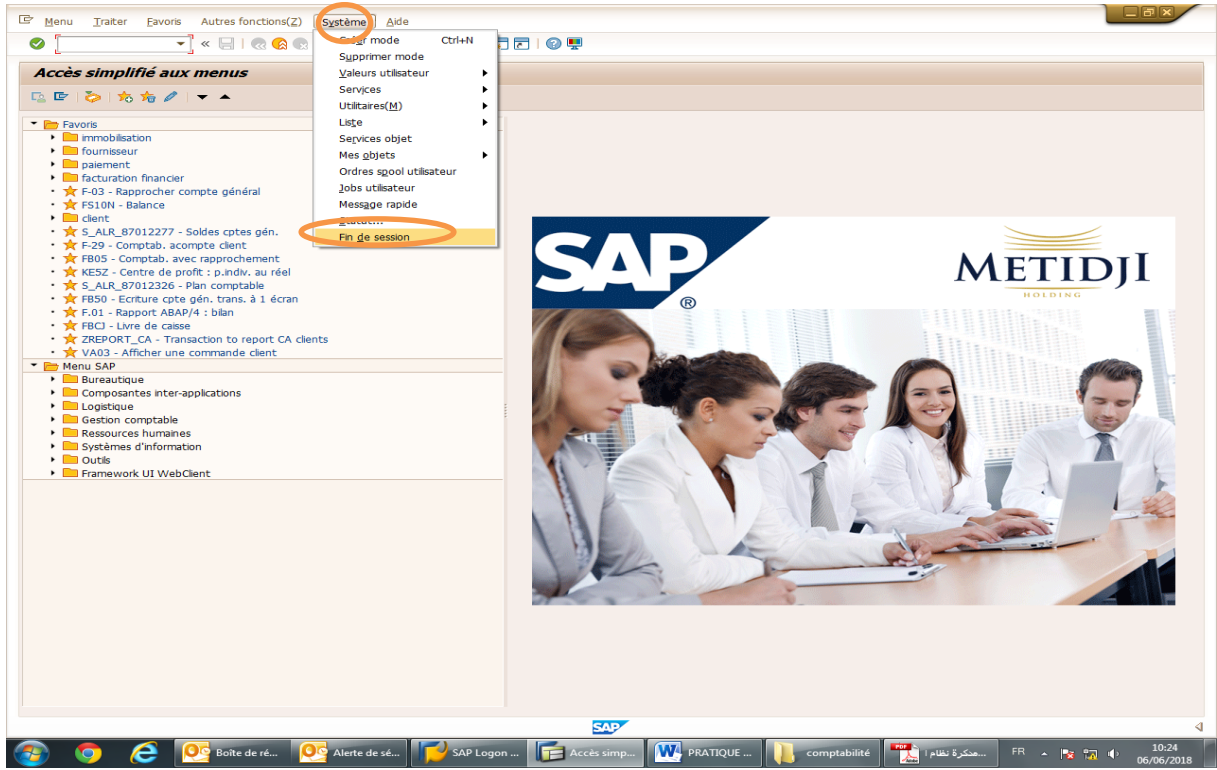 Menu Traiter Favoris Autres fonctions(Z) Système Aide
Créer mode Ctrl+N
Supprimer mode
Valeurs utilisateur
Services
Utilitaires(M)
Liste
Services objet
Mes objets
Ordres spool utilisateur
Jobs utilisateur
Message rapide
Statut...
Fin de session
Accès simplifié aux menus
Favoris
immobilisation
fournisseur
paiement
facturation financier
F-03 - Rapprocher compte général
FS10N - Balance
client
S_ALR_87012277 - Soldes cptes gén.
F-29 - Comptab. acompte client
FB05 - Comptab. avec rapprochement
KE5Z - Centre de profit : p.indiv. au réel
S_ALR_87012326 - Plan comptable
FB50 - Ecriture cpte gén. trans. à 1 écran
F.01 - Rapport ABAP/4 : bilan
FBCJ - Livre de caisse
ZREPORT_CA - Transaction to report CA clients
VA03 - Afficher une commande client
Menu SAP
Bureautique
Composantes inter-applications
Logistique
Gestion comptable
Ressources humaines
Systèmes d'information
Outils
Framework UI WebClient
SAP ®
METIDJI
HOLDING
SAP
Boîte de ré... Alerte de sé... SAP Logon ... Accès simp... PRATIQUE ... comptabilité FR 10:24
06/06/2018